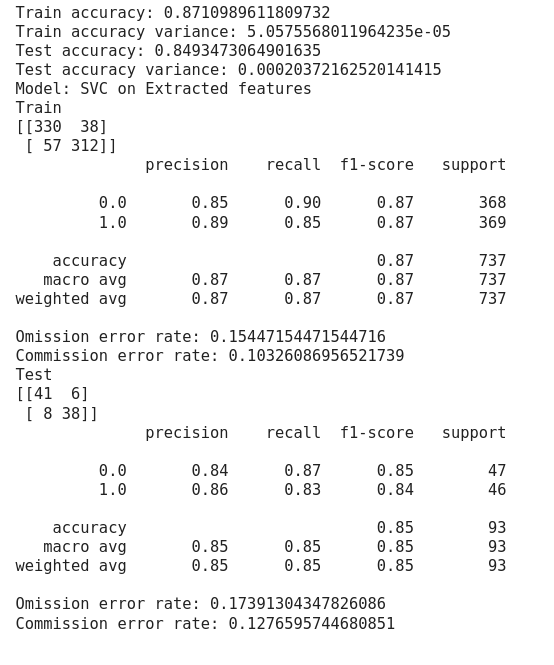 Train accuracy: 0.8710989611809732
Train accuracy variance: 5.0575568011964235e-05
Test accuracy: 0.8493473064901635
Test accuracy variance: 0.00020372162520141415
Model: SVC on Extracted features
Train
[[330  38]
 [ 57 312]]
              precision    recall  f1-score   support
         0.0       0.85      0.90      0.87       368
         1.0       0.89      0.85      0.87       369
    accuracy                           0.87       737
   macro avg       0.87      0.87      0.87       737
weighted avg       0.87      0.87      0.87       737
Omission error rate: 0.15447154471544716
Commission error rate: 0.10326086956521739
Test
[[41  6]
 [ 8 38]]
              precision    recall  f1-score   support
         0.0       0.84      0.87      0.85        47
         1.0       0.86      0.83      0.84        46
    accuracy                           0.85        93
   macro avg       0.85      0.85      0.85        93
weighted avg       0.85      0.85      0.85        93
Omission error rate: 0.17391304347826086
Commission error rate: 0.1276595744680851